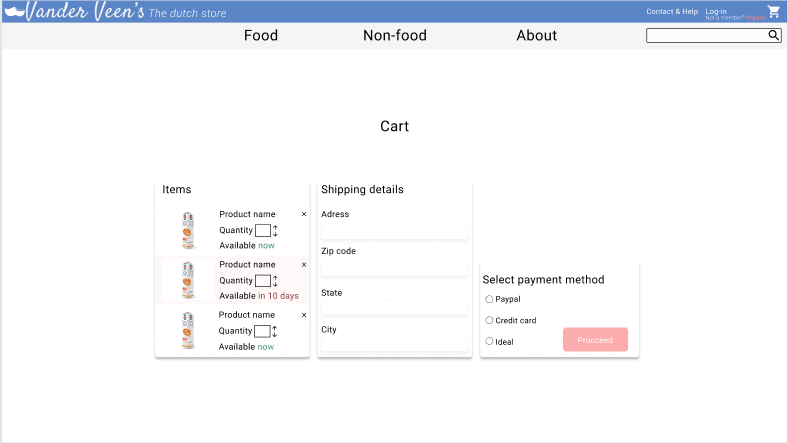 Vander Veen's The dutch store
Contact & Help Log-in
Not a member? Register
Food Non-food About
Cart
Items
Product name ×
Quantity
Available now
Product name ×
Quantity
Available in 10 days
Product name ×
Quantity
Available now
Shipping details
Adress
Zip code
State
City
Select payment method
Paypal
Credit card
Ideal
Procceed